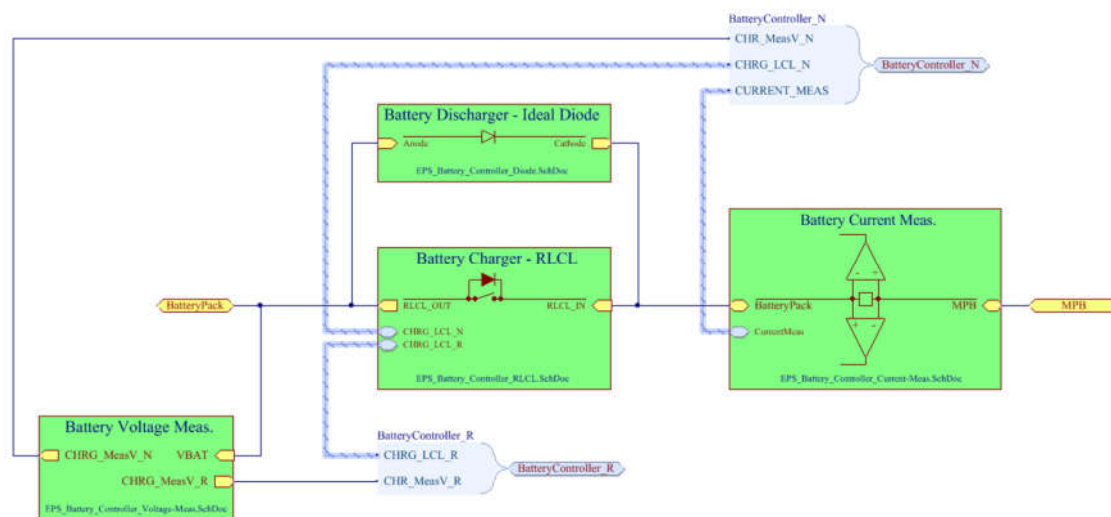 BatteryController_N
CHR_MeasV_N
CHRG_LCL_N
BatteryController_N
CURRENT_MEAS
Battery Discharger - Ideal Diode
Anode
Cathode
EPS_Battery_Controller_Diode.SchDoc
Battery Current Meas.
Battery Charger - RLCL
BatteryPack
RLCL_OUT
RLCL_IN
BatteryPack
MPB
MPB
CHRG_LCL_N
CurrentMeas
CHRG_LCL_R
EPS_Battery_Controller_RLCL.SchDoc
EPS_Battery_Controller_Current-Meas.SchDoc
Battery Voltage Meas.
BatteryController_R
CHRG_MeasV_N
VBAT
CHRG_LCL_R
BatteryController_R
CHRG_MeasV_R
CHR_MeasV_R
EPS_Battery_Controller_Voltage-Meas.SchDoc